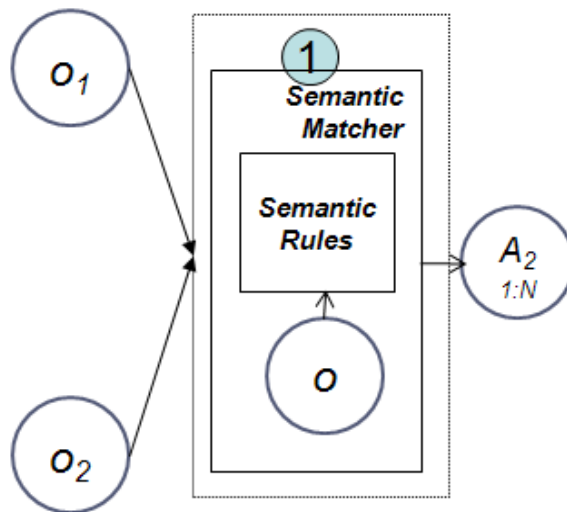 1
O₁
Semantic
Matcher
Semantic
Rules
A₂
1:N
O
O₂